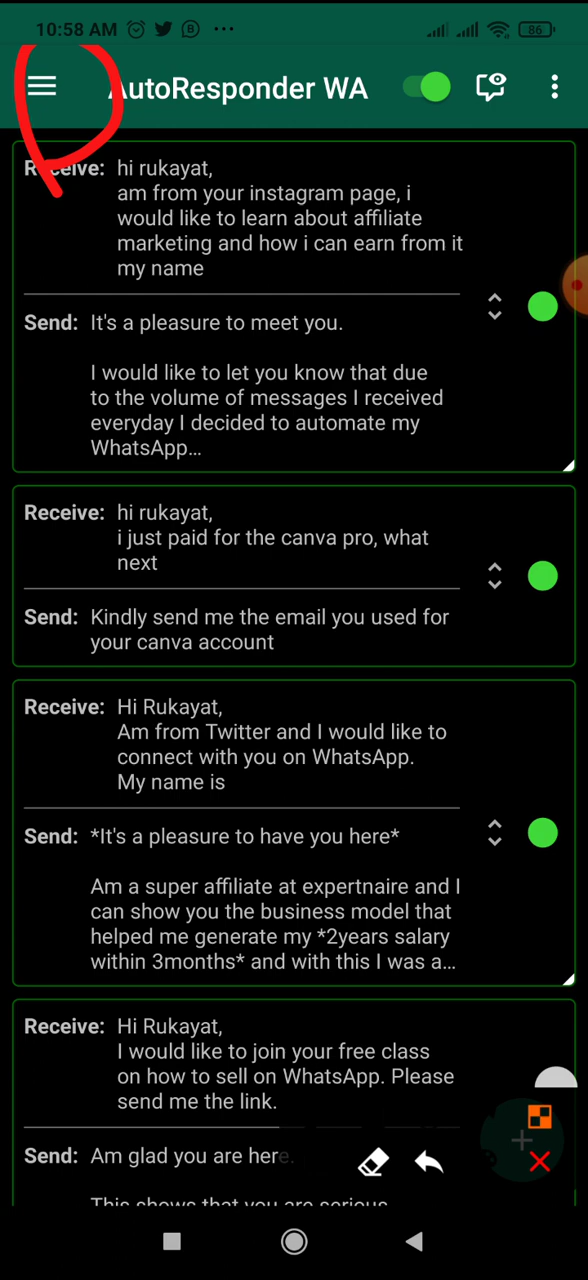 10:58 AM
86
AutoResponder WA
Receive: hi rukayat,
am from your instagram page, i
would like to learn about affiliate
marketing and how i can earn from it
my name
Send: It's a pleasure to meet you.
I would like to let you know that due
to the volume of messages I received
everyday I decided to automate my
WhatsApp...
Receive: hi rukayat,
i just paid for the canva pro, what
next
Send: Kindly send me the email you used for
your canva account
Receive: Hi Rukayat,
Am from Twitter and I would like to
connect with you on WhatsApp.
My name is
Send: *It's a pleasure to have you here*
Am a super affiliate at expertnaire and I
can show you the business model that
helped me generate my *2years salary
within 3months* and with this I was a...
Receive: Hi Rukayat,
I would like to join your free class
on how to sell on WhatsApp. Please
send me the link.
Send: Am glad you are here.
This shows that you are serious